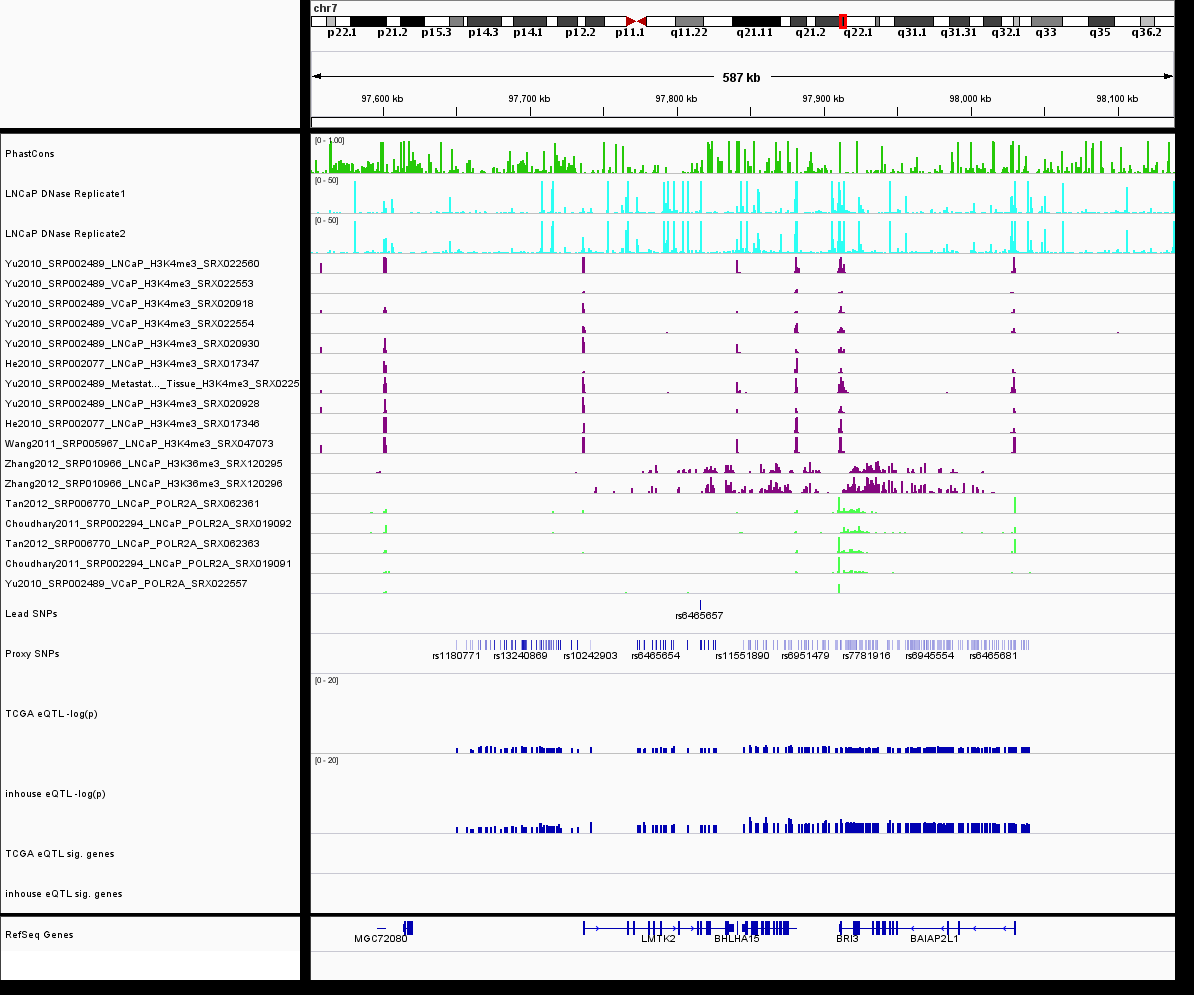 chr7
p22.1 p21.2 p15.3 p14.3 p14.1 p12.2 p11.1 q11.22 q21.11 q21.2 q22.1 q31.1 q31.31 q32.1 q33 q35 q36.2
587 kb
97,600 kb 97,700 kb 97,800 kb 97,900 kb 98,000 kb 98,100 kb
PhastCons [0 - 1.00]
LNCaP DNase Replicate1 [0 - 50]
LNCaP DNase Replicate2 [0 - 50]
Yu2010_SRP002489_LNCaP_H3K4me3_SRX022560
Yu2010_SRP002489_VCaP_H3K4me3_SRX022553
Yu2010_SRP002489_VCaP_H3K4me3_SRX020918
Yu2010_SRP002489_VCaP_H3K4me3_SRX022554
Yu2010_SRP002489_LNCaP_H3K4me3_SRX020930
He2010_SRP002077_LNCaP_H3K4me3_SRX017347
Yu2010_SRP002489_Metastat..._Tissue_H3K4me3_SRX0225
Yu2010_SRP002489_LNCaP_H3K4me3_SRX020928
He2010_SRP002077_LNCaP_H3K4me3_SRX017346
Wang2011_SRP005967_LNCaP_H3K4me3_SRX047073
Zhang2012_SRP010966_LNCaP_H3K36me3_SRX120295
Zhang2012_SRP010966_LNCaP_H3K36me3_SRX120296
Tan2012_SRP006770_LNCaP_POLR2A_SRX062361
Choudhary2011_SRP002294_LNCaP_POLR2A_SRX019092
Tan2012_SRP006770_LNCaP_POLR2A_SRX062363
Choudhary2011_SRP002294_LNCaP_POLR2A_SRX019091
Yu2010_SRP002489_VCaP_POLR2A_SRX022557
Lead SNPs rs6465657
Proxy SNPs rs1180771 rs13240869 rs10242903 rs6465654 rs11551890 rs6951479 rs7781916 rs6945554 rs6465681
TCGA eQTL -log(p) [0 - 20]
inhouse eQTL -log(p) [0 - 20]
TCGA eQTL sig. genes
inhouse eQTL sig. genes
RefSeq Genes MGC72080 LMTK2 BHLHA15 BRI3 BAIAP2L1